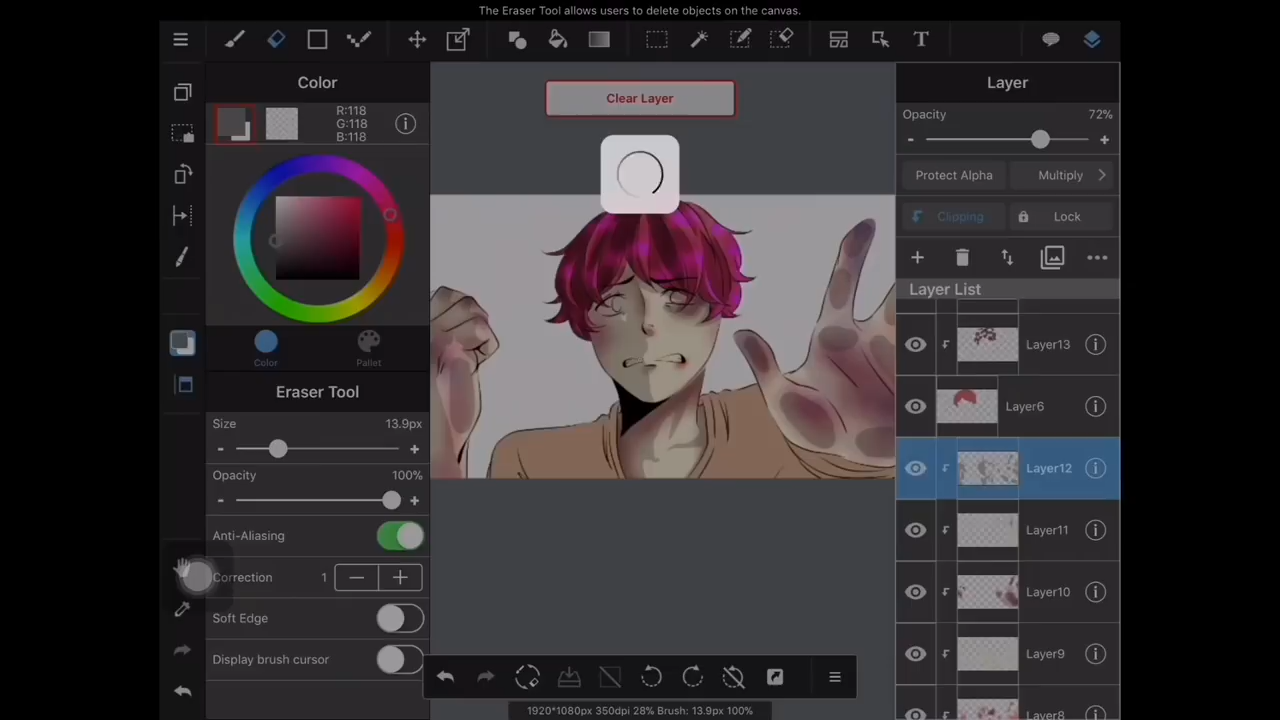 The Eraser Tool allows users to delete objects on the canvas.
T
Color
R:118
G:118
B:118
Color
Pallet
Eraser Tool
Size
13.9px
-
+
Opacity
100%
-
+
Anti-Aliasing
Correction
1
Soft Edge
Display brush cursor
Clear Layer
1920*1080px 350dpi 28% Brush: 13.9px 100%
Layer
Opacity
72%
-
+
Protect Alpha
Multiply
Clipping
Lock
Layer List
Layer13
Layer6
Layer12
Layer11
Layer10
Layer9
Layer8